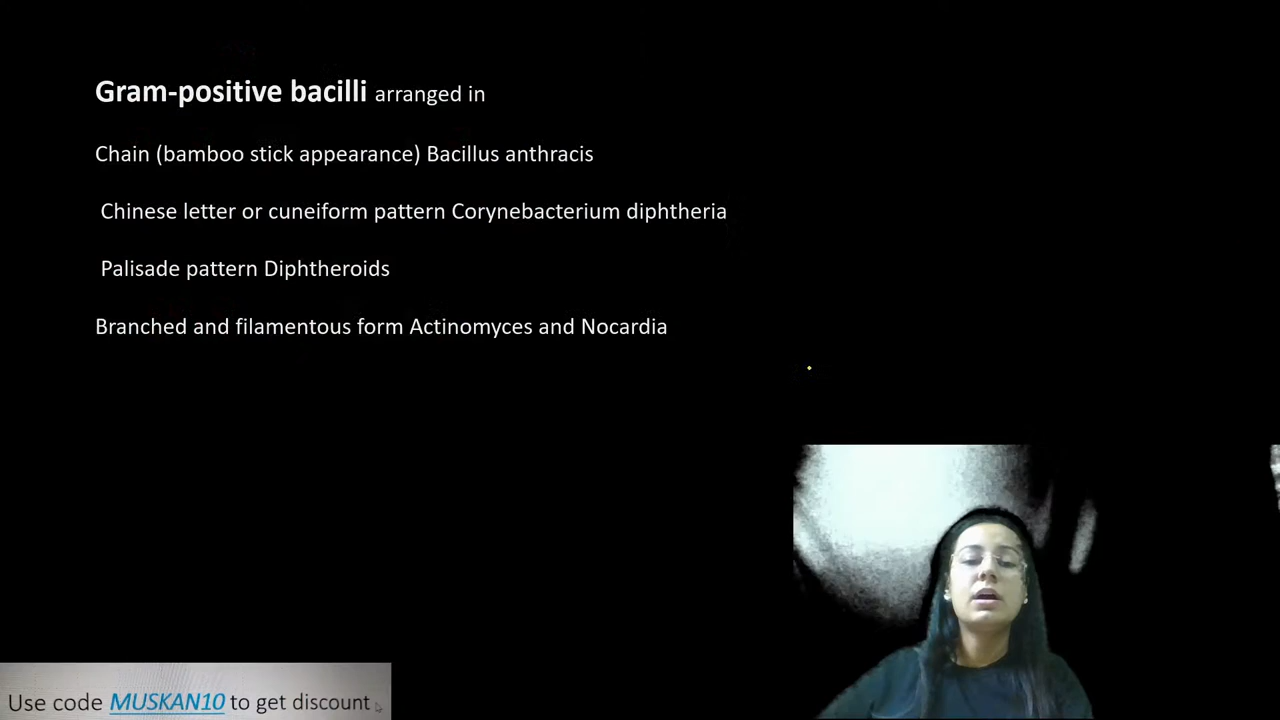 Gram-positive bacilli arranged in
Chain (bamboo stick appearance) Bacillus anthracis
Chinese letter or cuneiform pattern Corynebacterium diphtheria
Palisade pattern Diphtheroids
Branched and filamentous form Actinomyces and Nocardia
Use code MUSKAN10 to get discount